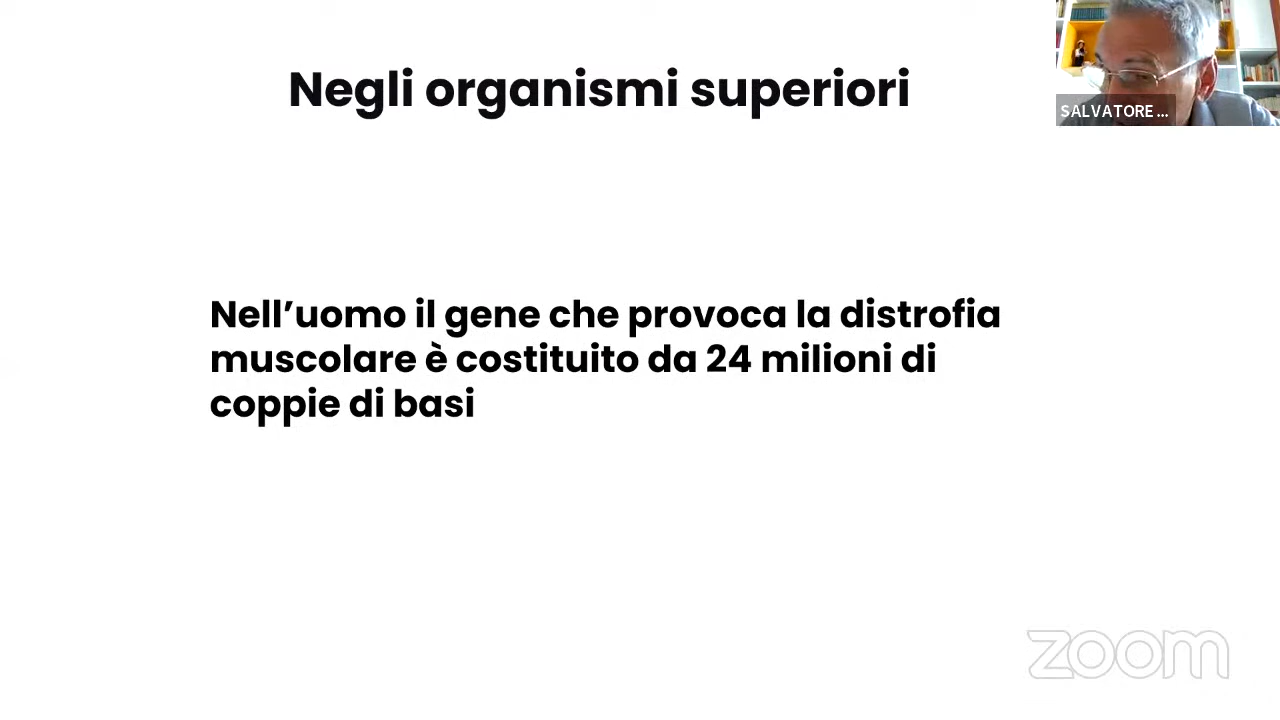 Negli organismi superiori
SALVATORE...
Nell’uomo il gene che provoca la distrofia
muscolare è costituito da 24 milioni di
coppie di basi
zoom